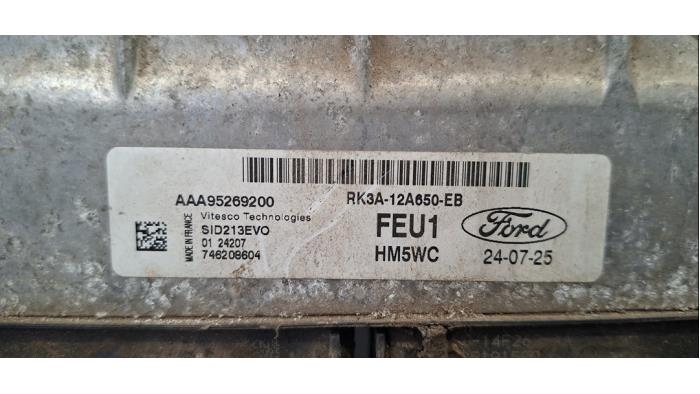 AAA95269200 RK3A-12A650-EB
Vitesco Technologies
SID213EVO
01 24207
746208604
MADE IN FRANCE
FEU1 Ford
HM5WC 24-07-25
-14F26